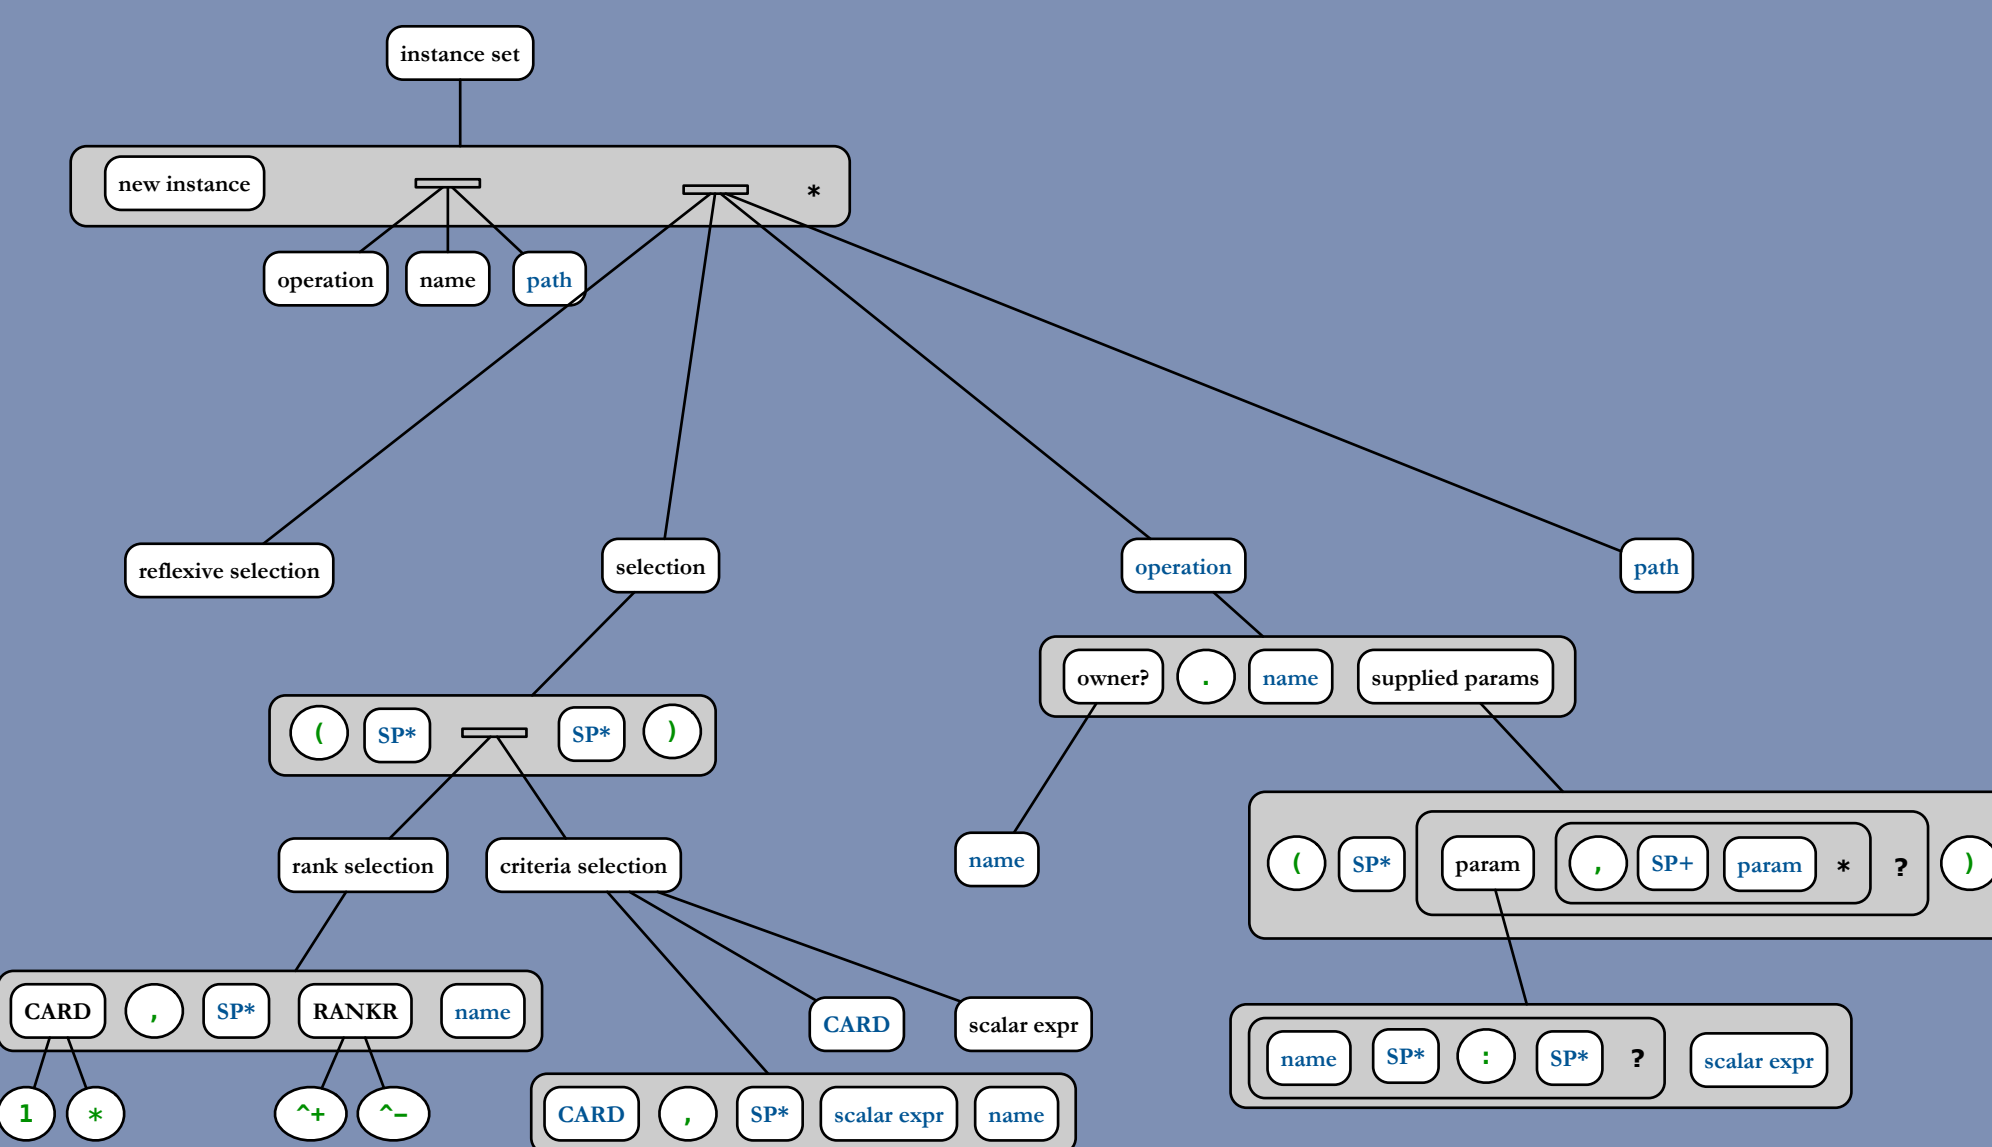 instance set
new instance *
operation name path
reflexive selection selection operation path
owner? . name supplied params
( SP* SP* )
rank selection criteria selection name ( SP* param , SP+ param * ? )
CARD , SP* RANKR name CARD scalar expr
name SP* : SP* ? scalar expr
1 * ^+ ^− CARD , SP* scalar expr name